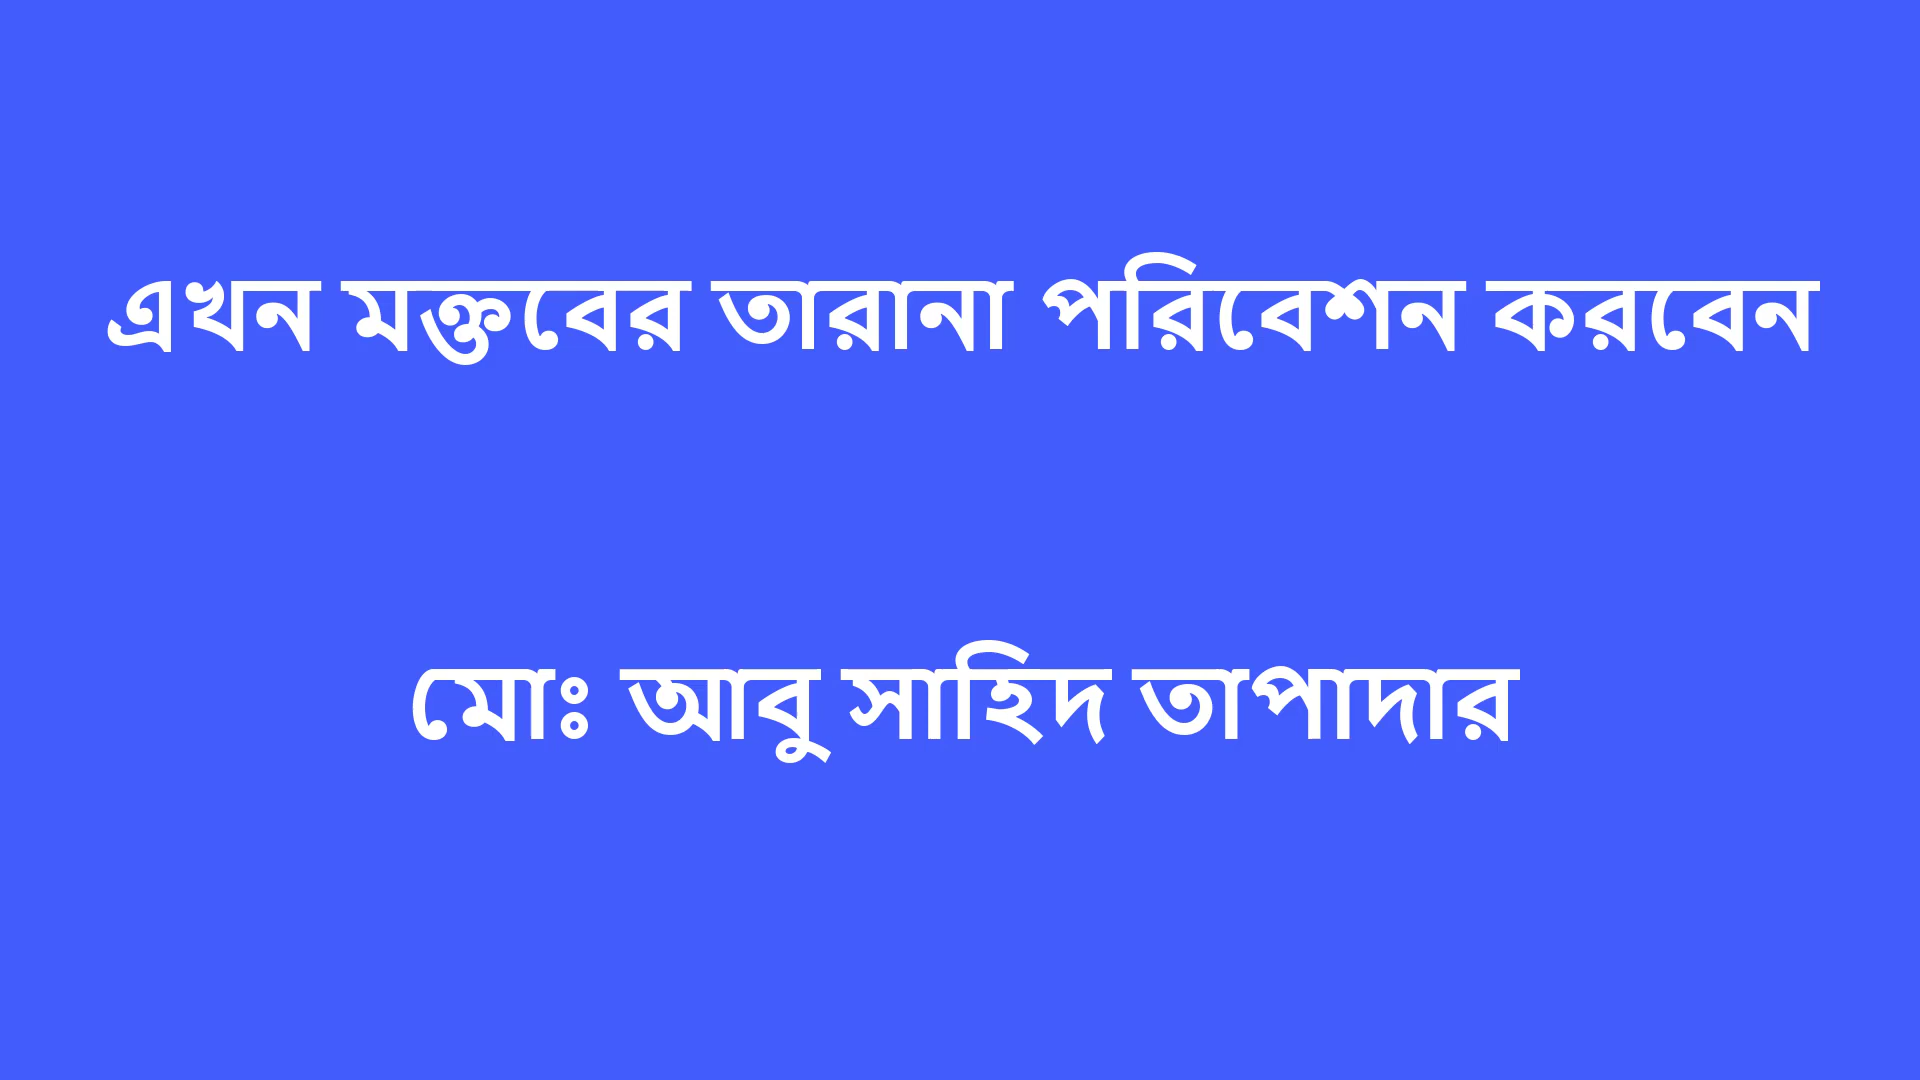 এখন মক্তবের তারানা পরিবেশন করবেন
মোঃ আবু সাহিদ তাপাদার